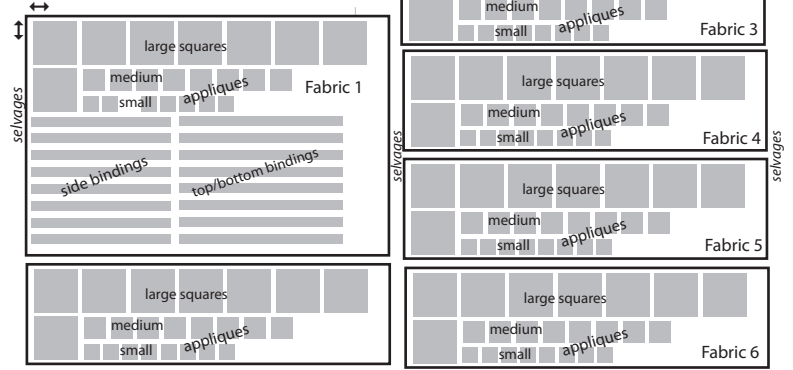 large squares
medium
appliques
small
Fabric 1
selvages
side bindings
top/bottom bindings
large squares
medium
appliques
small
medium
appliques
small
Fabric 3
selvages
large squares
medium
appliques
small
Fabric 4
selvages
large squares
medium
appliques
small
Fabric 5
large squares
medium
appliques
small
Fabric 6